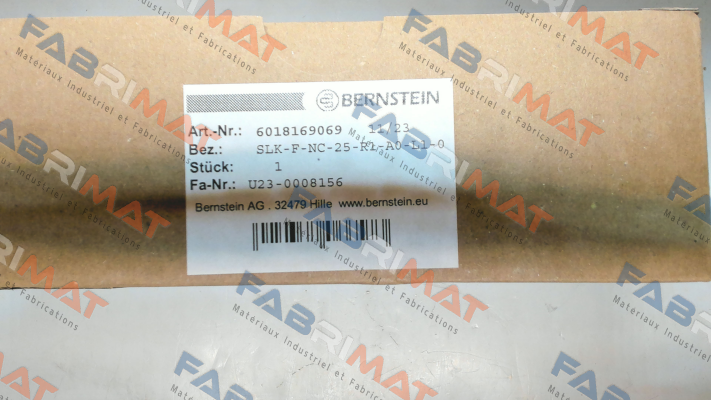 BERNSTEIN
Art.-Nr.: 6018169069 11/23
Bez.: SLK-F-NC-25-R1-A0-L1-0
Stück: 1
Fa-Nr.: U23-0008156
Bernstein AG . 32479 Hille www.bernstein.eu
FABRIMAT
Matériaux Industriel et Fabrications